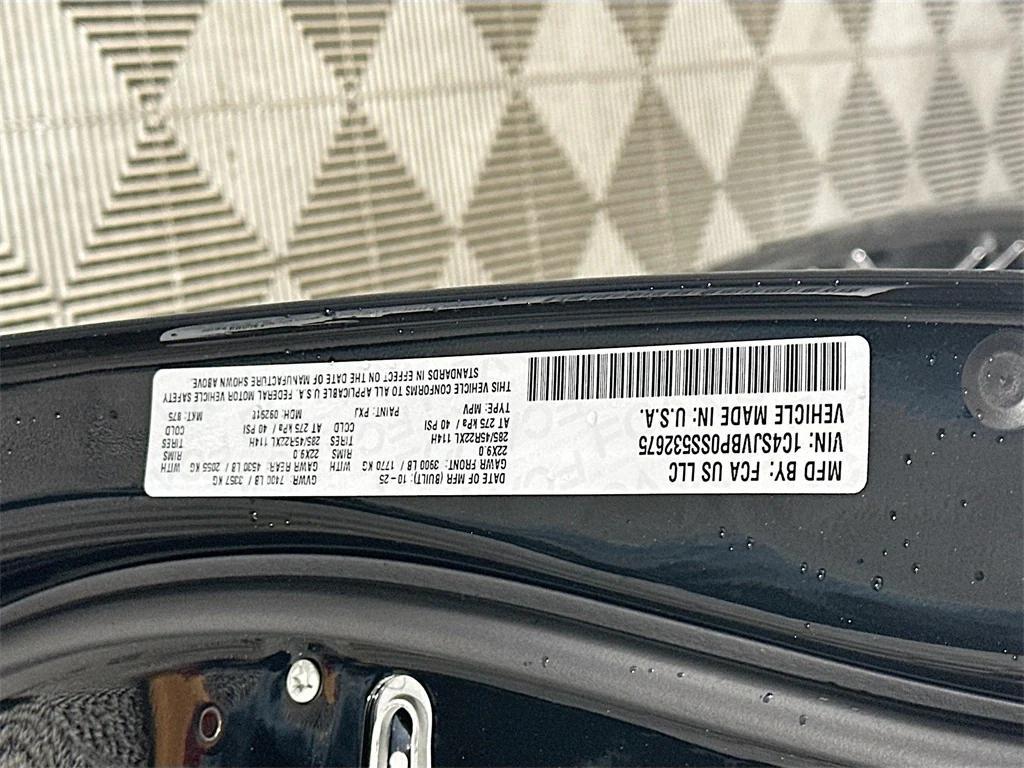 MFD BY: FCA US LLC
VIN: 1C4SJVBP0SS532675
VEHICLE MADE IN: U.S.A.
DATE OF MFR (BUILT): 10-25 GVWR: 7400 LB / 3357 KG
GAWR FRONT: 3900 LB / 1770 KG WITH GAWR REAR: 4530 LB / 2055 KG WITH
22X9.0 RIMS 22X9.0 RIMS
285/45R22XL 114H TIRES 285/45R22XL 114H TIRES
AT 275 kPa / 40 PSI COLD AT 275 kPa / 40 PSI COLD
TYPE: MPV PAINT: PXJ MCH: MKT: 875
THIS VEHICLE CONFORMS TO ALL APPLICABLE U.S.A. FEDERAL MOTOR VEHICLE SAFETY
STANDARDS IN EFFECT ON THE DATE OF MANUFACTURE SHOWN ABOVE.